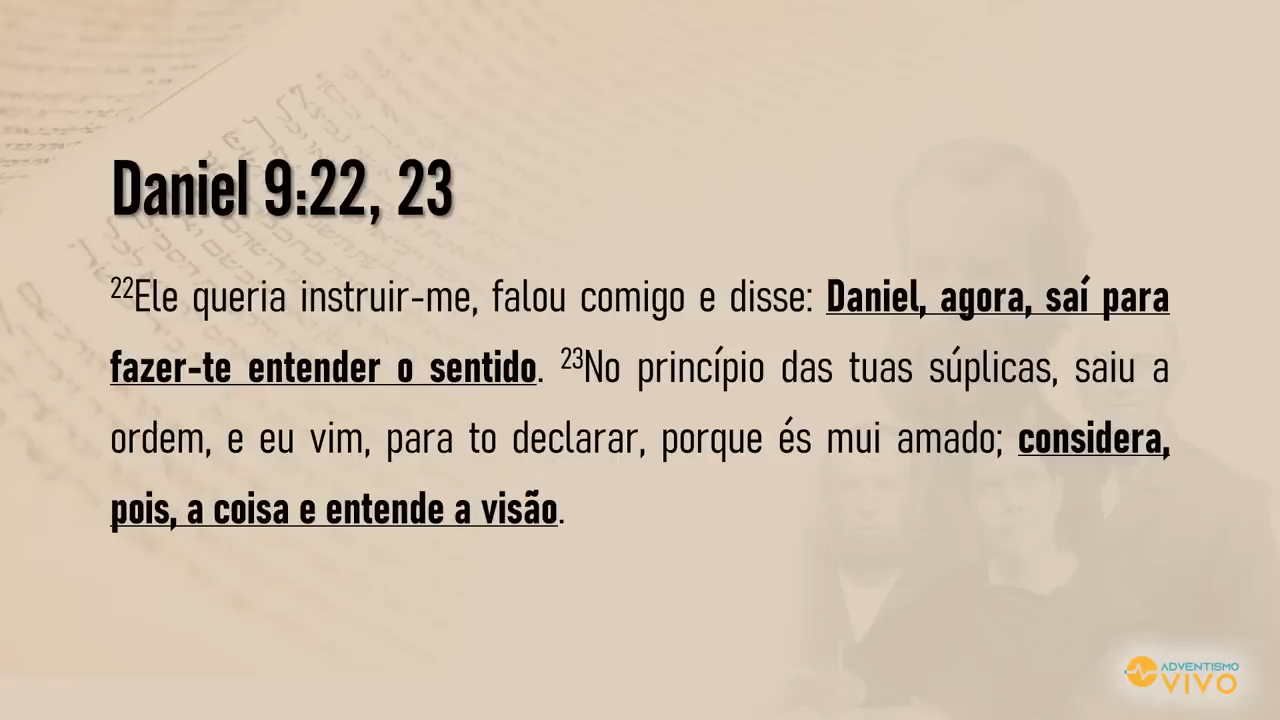 Daniel 9:22, 23
²²Ele queria instruir-me, falou comigo e disse: Daniel, agora, saí para
fazer-te entender o sentido. ²³No princípio das tuas súplicas, saiu a
ordem, e eu vim, para to declarar, porque és mui amado; considera,
pois, a coisa e entende a visão.
ADVENTISMO
VIVO